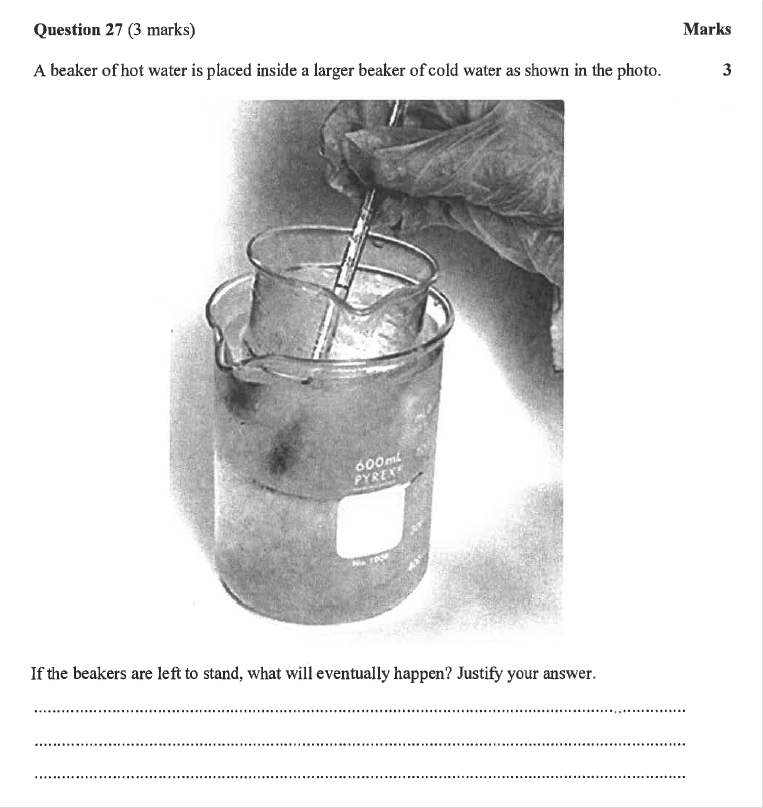 Question 27 (3 marks) Marks
A beaker of hot water is placed inside a larger beaker of cold water as shown in the photo. 3
600mL
PYREX®
If the beakers are left to stand, what will eventually happen? Justify your answer.